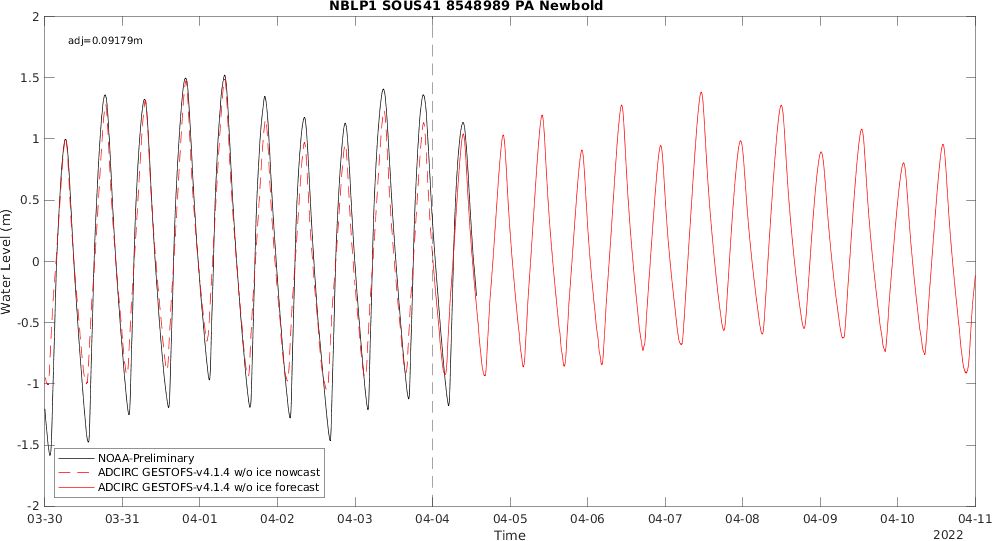 NBLP1 SOUS41 8548989 PA Newbold
adj=0.09179m
2
1.5
1
0.5
0
-0.5
-1
-1.5
-2
Water Level (m)
NOAA-Preliminary
ADCIRC GESTOFS-v4.1.4 w/o ice nowcast
ADCIRC GESTOFS-v4.1.4 w/o ice forecast
03-30 03-31 04-01 04-02 04-03 04-04 04-05 04-06 04-07 04-08 04-09 04-10 04-11
Time
2022